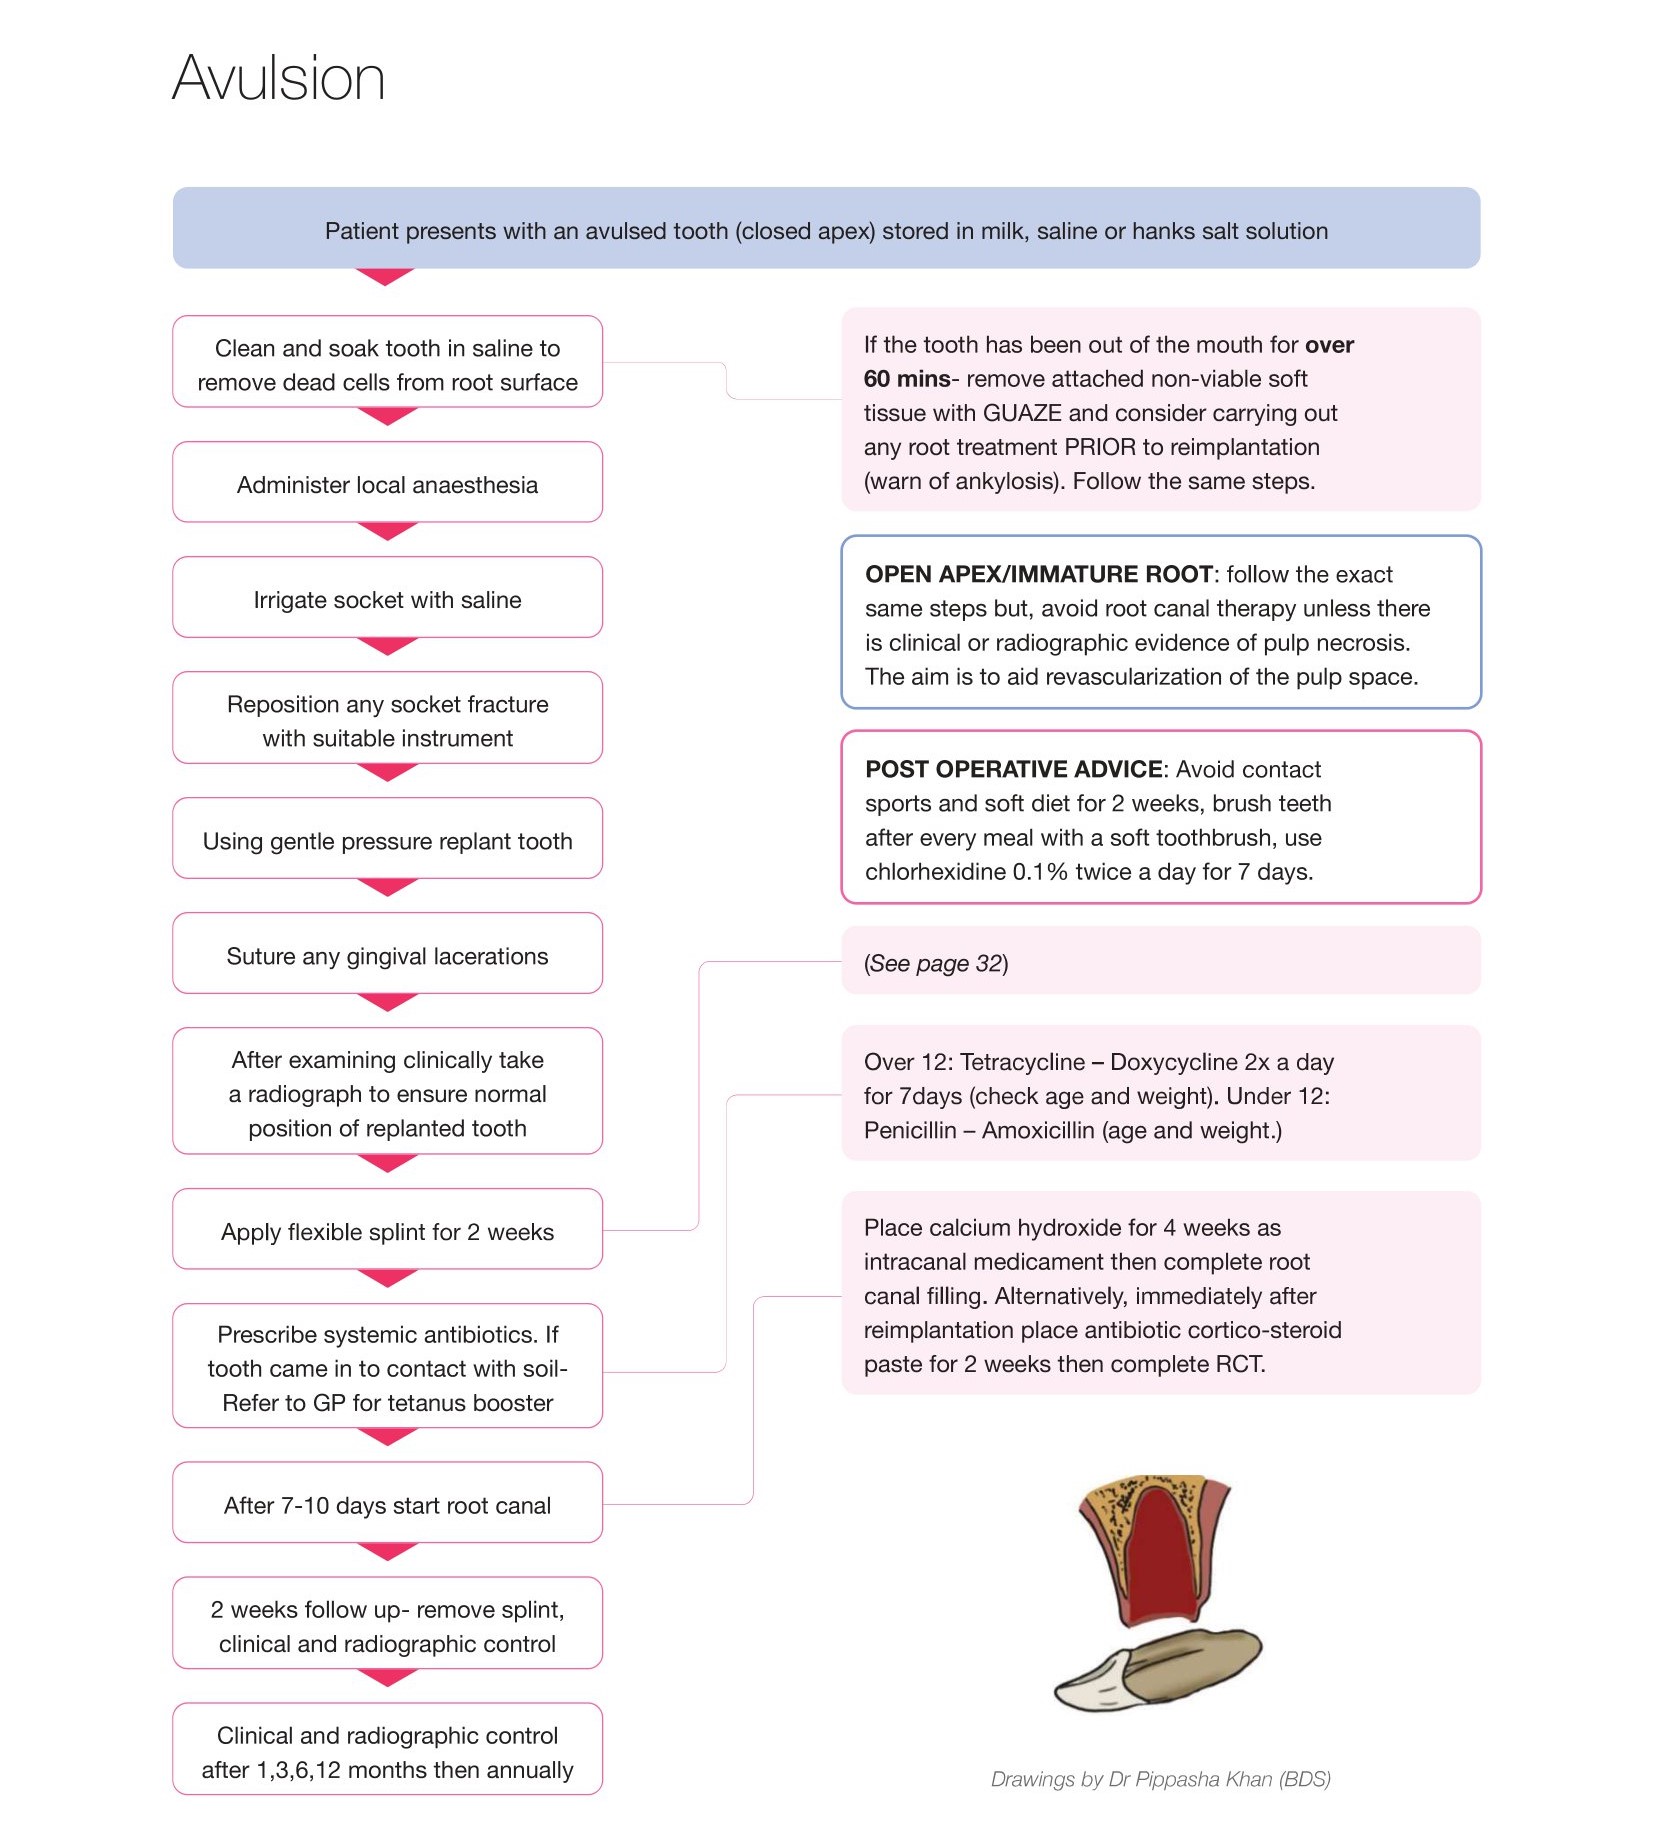 Avulsion
Patient presents with an avulsed tooth (closed apex) stored in milk, saline or hanks salt solution
Clean and soak tooth in saline to
remove dead cells from root surface
Administer local anaesthesia
Irrigate socket with saline
Reposition any socket fracture
with suitable instrument
Using gentle pressure replant tooth
Suture any gingival lacerations
After examining clinically take
a radiograph to ensure normal
position of replanted tooth
Apply flexible splint for 2 weeks
Prescribe systemic antibiotics. If
tooth came in to contact with soil-
Refer to GP for tetanus booster
After 7-10 days start root canal
2 weeks follow up- remove splint,
clinical and radiographic control
Clinical and radiographic control
after 1,3,6,12 months then annually
If the tooth has been out of the mouth for over
60 mins- remove attached non-viable soft
tissue with GUAZE and consider carrying out
any root treatment PRIOR to reimplantation
(warn of ankylosis). Follow the same steps.
OPEN APEX/IMMATURE ROOT: follow the exact
same steps but, avoid root canal therapy unless there
is clinical or radiographic evidence of pulp necrosis.
The aim is to aid revascularization of the pulp space.
POST OPERATIVE ADVICE: Avoid contact
sports and soft diet for 2 weeks, brush teeth
after every meal with a soft toothbrush, use
chlorhexidine 0.1% twice a day for 7 days.
(See page 32)
Over 12: Tetracycline – Doxycycline 2x a day
for 7days (check age and weight). Under 12:
Penicillin – Amoxicillin (age and weight.)
Place calcium hydroxide for 4 weeks as
intracanal medicament then complete root
canal filling. Alternatively, immediately after
reimplantation place antibiotic cortico-steroid
paste for 2 weeks then complete RCT.
Drawings by Dr Pippasha Khan (BDS)